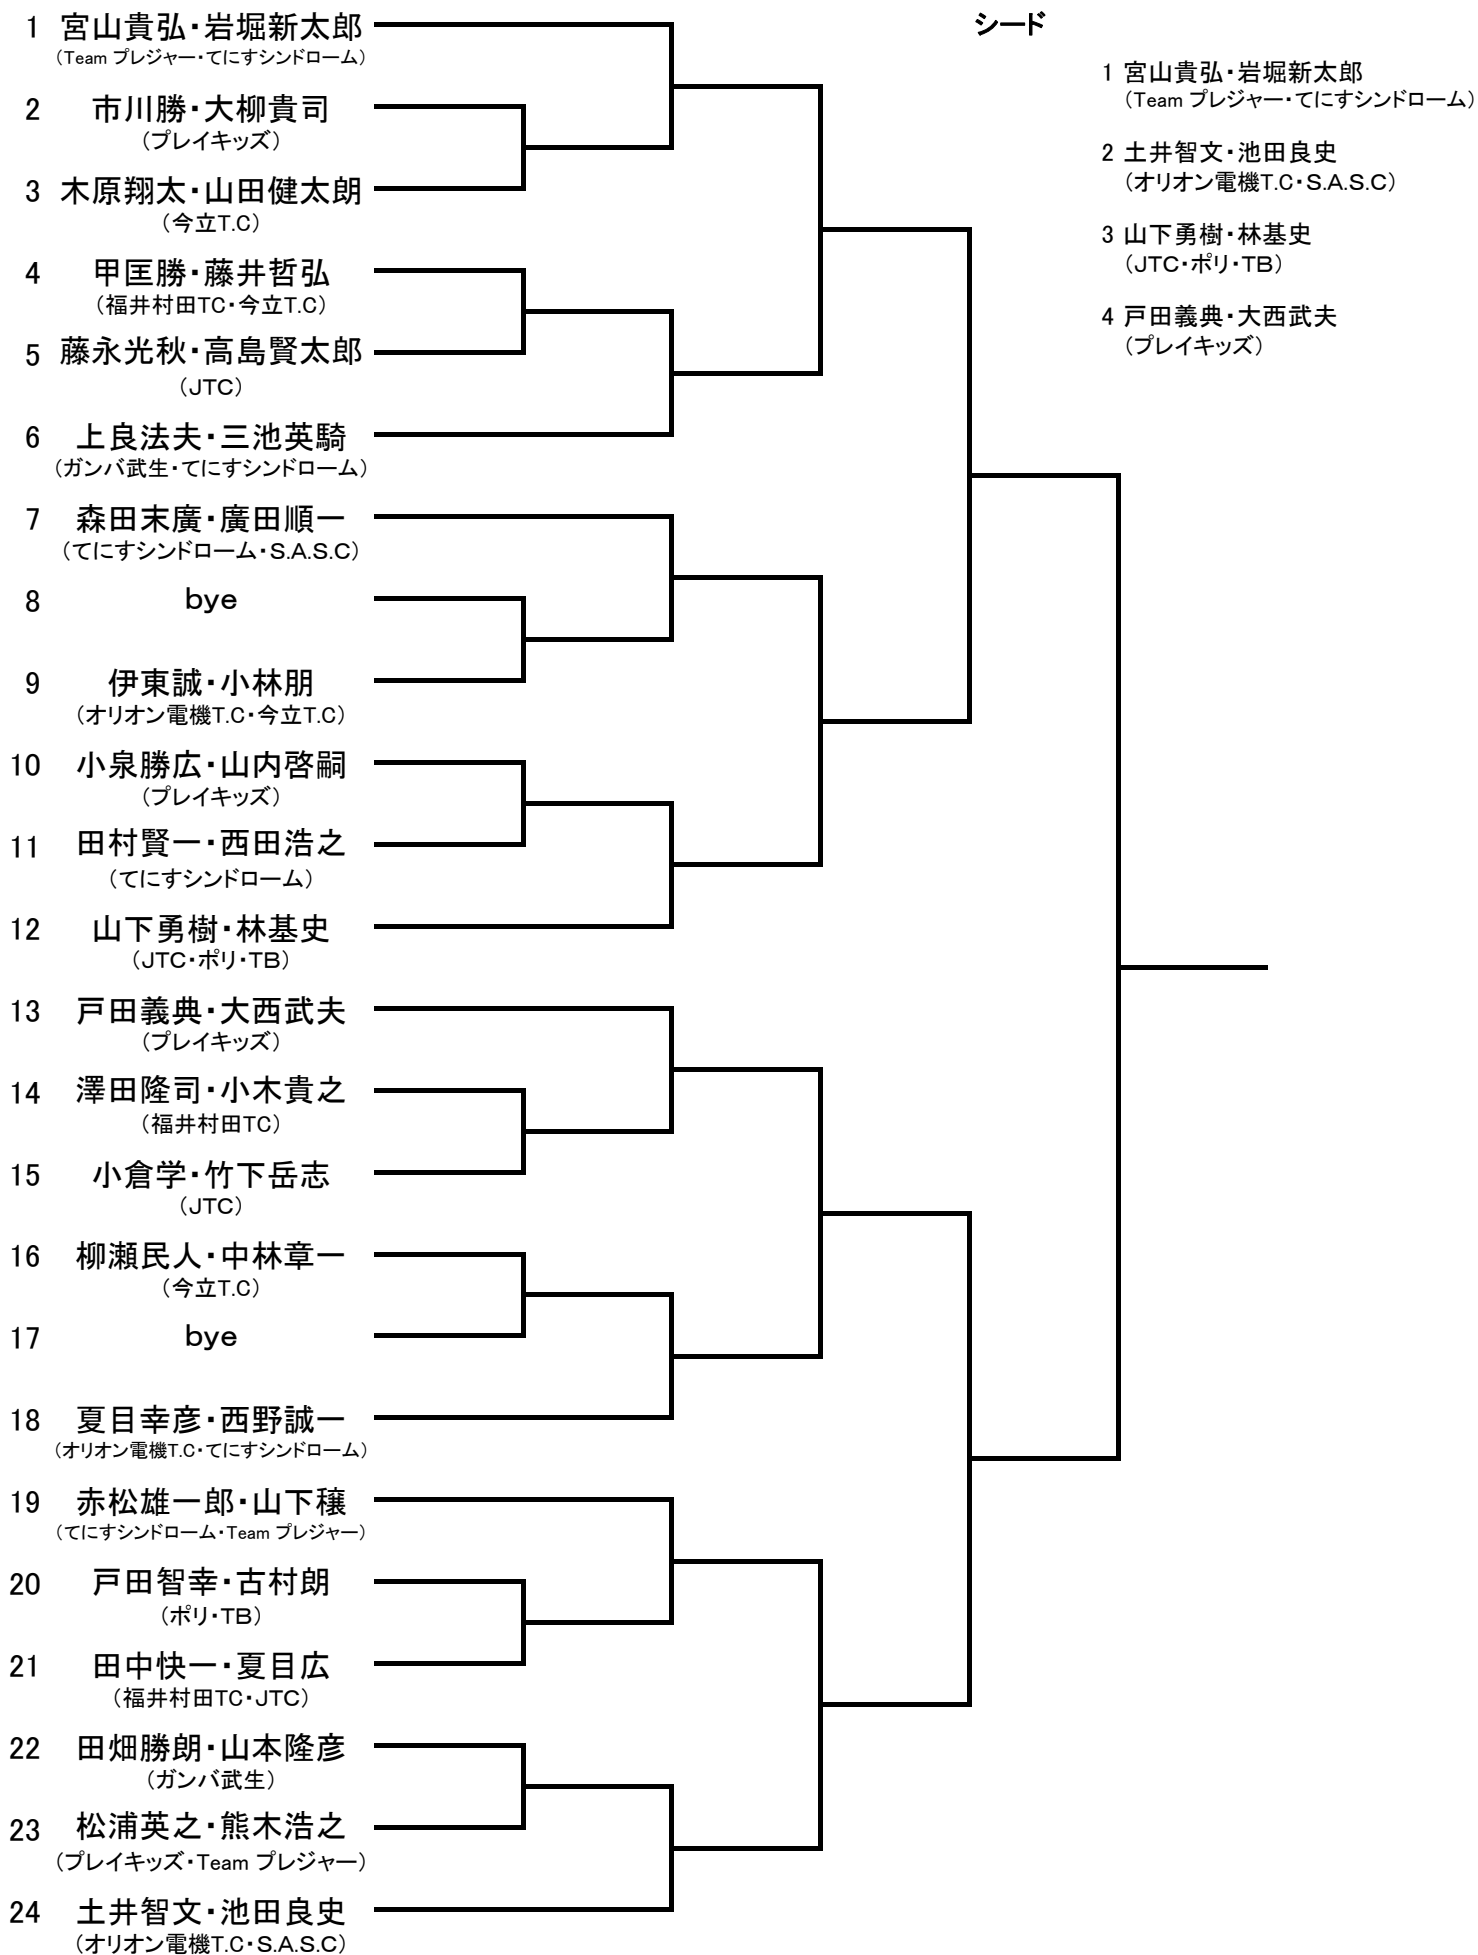 1 宮山貴弘・岩堀新太郎
（Team プレジャー・てにすシンドローム）
2 市川勝・大柳貴司
（プレイキッズ）
3 木原翔太・山田健太朗
（今立T.C）
4 甲匡勝・藤井哲弘
（福井村田TC・今立T.C）
5 藤永光秋・高島賢太郎
（JTC）
6 上良法夫・三池英騎
（ガンバ武生・てにすシンドローム）
7 森田末廣・廣田順一
（てにすシンドローム・S.A.S.C）
8 bye
9 伊東誠・小林朋
（オリオン電機T.C・今立T.C）
10 小泉勝広・山内啓嗣
（プレイキッズ）
11 田村賢一・西田浩之
（てにすシンドローム）
12 山下勇樹・林基史
（JTC・ポリ・TB）
13 戸田義典・大西武夫
（プレイキッズ）
14 澤田隆司・小木貴之
（福井村田TC）
15 小倉学・竹下岳志
（JTC）
16 柳瀬民人・中林章一
（今立T.C）
17 bye
18 夏目幸彦・西野誠一
（オリオン電機T.C・てにすシンドローム）
19 赤松雄一郎・山下穣
（てにすシンドローム・Team プレジャー）
20 戸田智幸・古村朗
（ポリ・TB）
21 田中快一・夏目広
（福井村田TC・JTC）
22 田畑勝朗・山本隆彦
（ガンバ武生）
23 松浦英之・熊木浩之
（プレイキッズ・Team プレジャー）
24 土井智文・池田良史
（オリオン電機T.C・S.A.S.C）
シード
1 宮山貴弘・岩堀新太郎
（Team プレジャー・てにすシンドローム）
2 土井智文・池田良史
（オリオン電機T.C・S.A.S.C）
3 山下勇樹・林基史
（JTC・ポリ・TB）
4 戸田義典・大西武夫
（プレイキッズ）